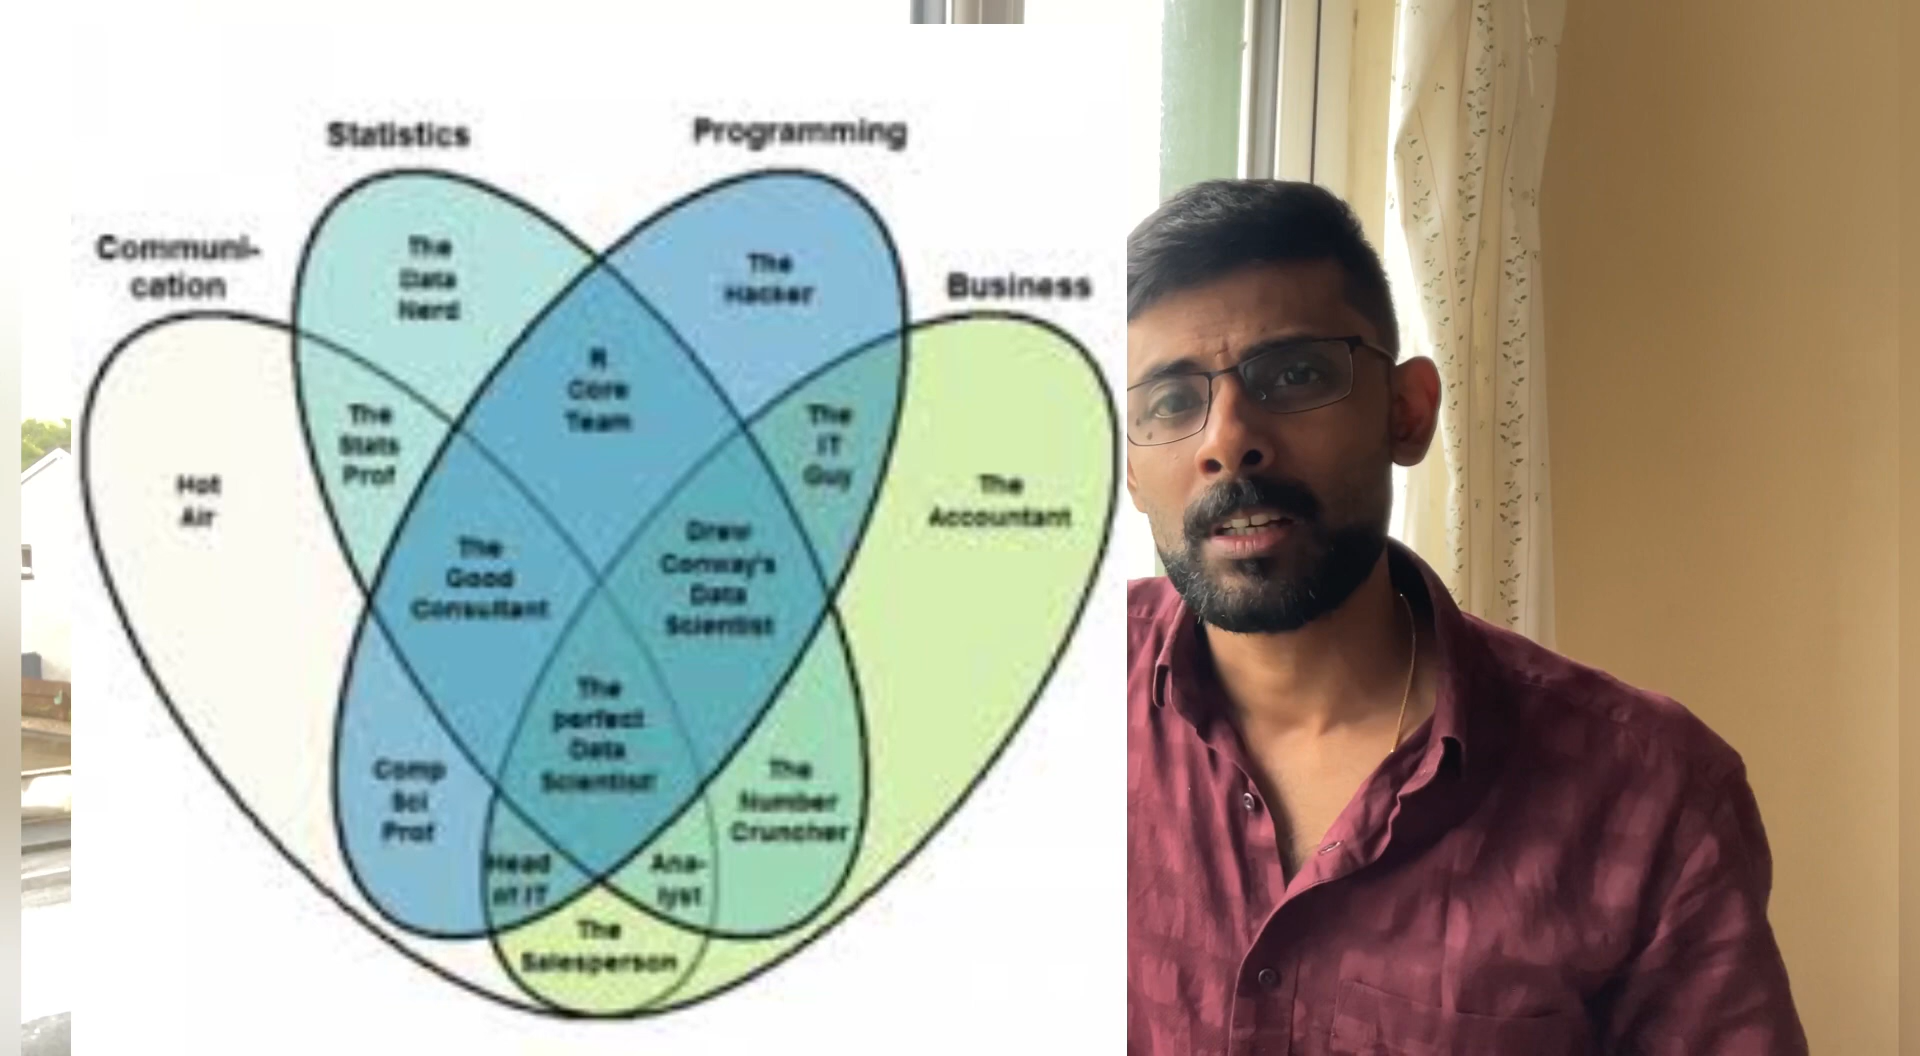 Statistics
Programming
Communi-
cation
Business
The
Data
Nerd
The
Hacker
R
Core
Team
The
Stats
Prof
The
IT
Guy
Hot
Air
The
Accountant
The
Good
Consultant
Drew
Conway's
Data
Scientist
The
perfect
Data
Scientist!
Comp
Sci
Prof
The
Number
Cruncher
Head
of IT
Ana-
lyst
The
Salesperson